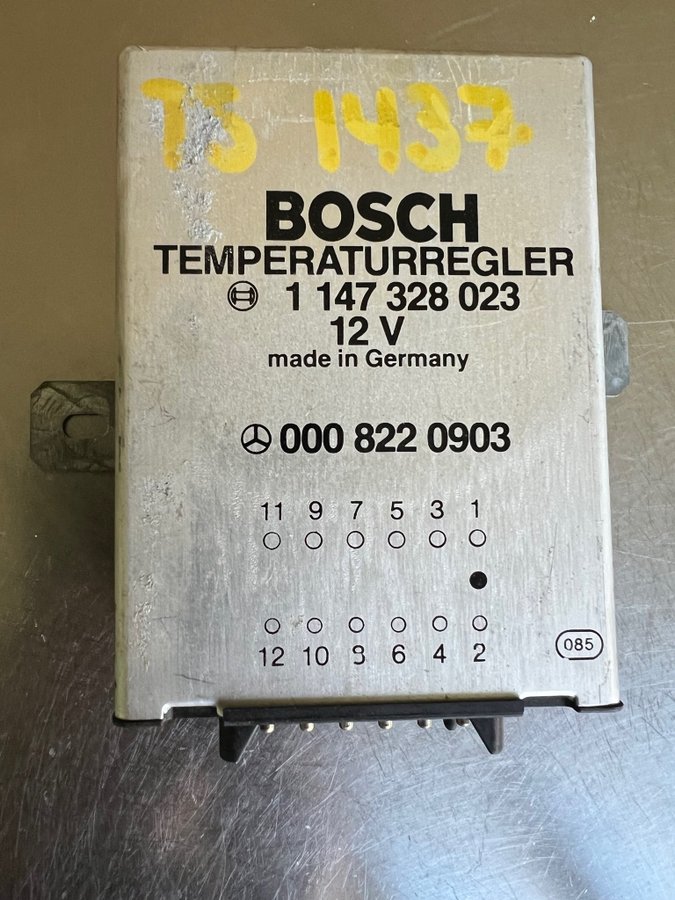 TS 1437.
BOSCH
TEMPERATURREGLER
1 147 328 023
12 V
made in Germany
000 822 0903
11 9 7 5 3 1
12 10 8 6 4 2
085